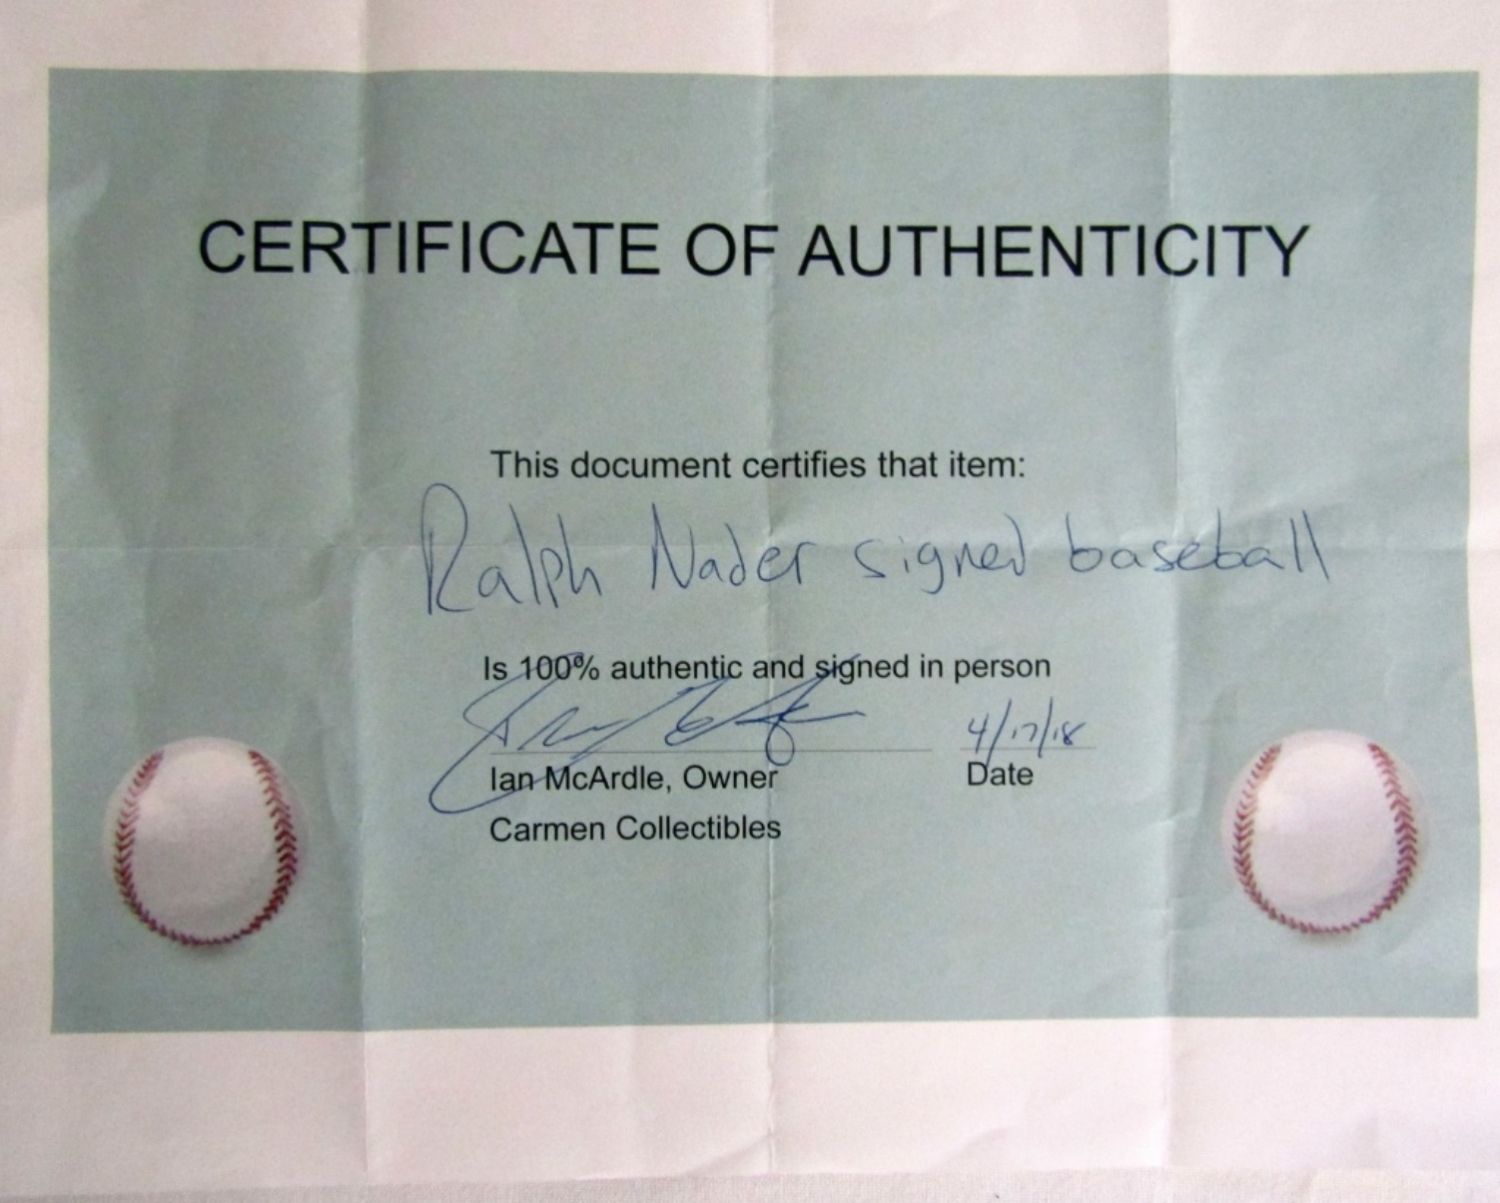 CERTIFICATE OF AUTHENTICITY
This document certifies that item:
Ralph Nader signed baseball
Is 100% authentic and signed in person
4/17/18
Ian McArdle, Owner
Date
Carmen Collectibles